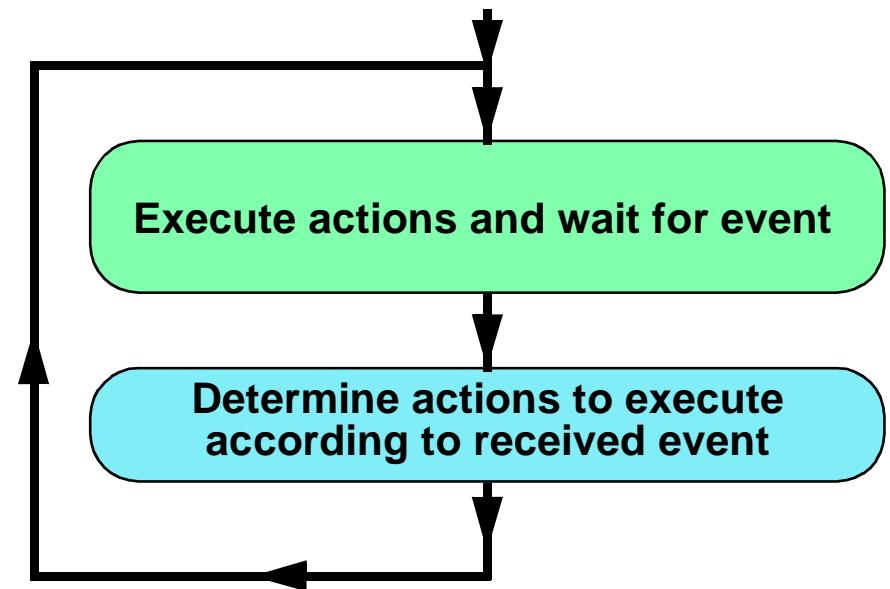 Execute actions and wait for event
Determine actions to execute
according to received event